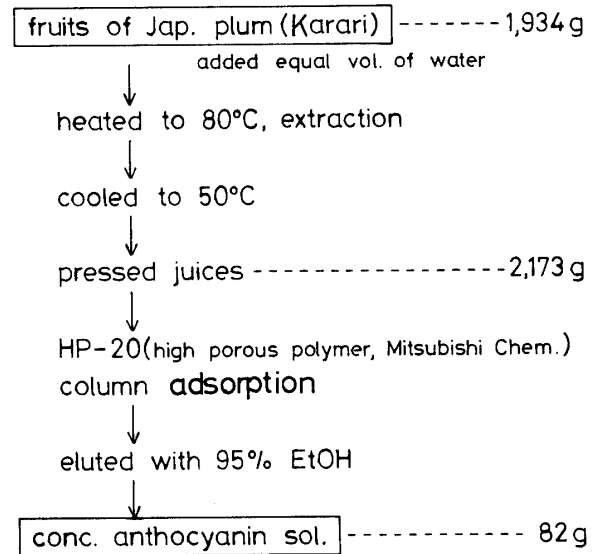 fruits of Jap. plum (Karari) ------- 1,934 g
added equal vol. of water
heated to 80°C, extraction
cooled to 50°C
pressed juices ----------------- 2,173 g
HP-20 (high porous polymer, Mitsubishi Chem.)
column adsorption
eluted with 95% EtOH
conc. anthocyanin sol. ----------- 82 g